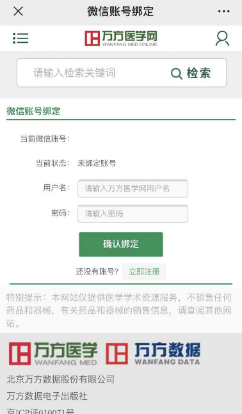 微信账号绑定
万方医学网
WANFANG MED ONLINE
请输入检索关键词
检索
微信账号绑定
当前微信账号：
当前状态： 未绑定账号
用户名： 请输入万方医学网用户名
密码： 请输入密码
确认绑定
还没有账号? 立即注册
特别提示：本网站仅提供医学学术资源服务，不销售任何
药品和器械，有关药品和器械的销售信息，请查阅其他网
站。
万方医学 万方数据
WANFANG DATA
北京万方数据股份有限公司
万方数据电子出版社
京ICP证010071号